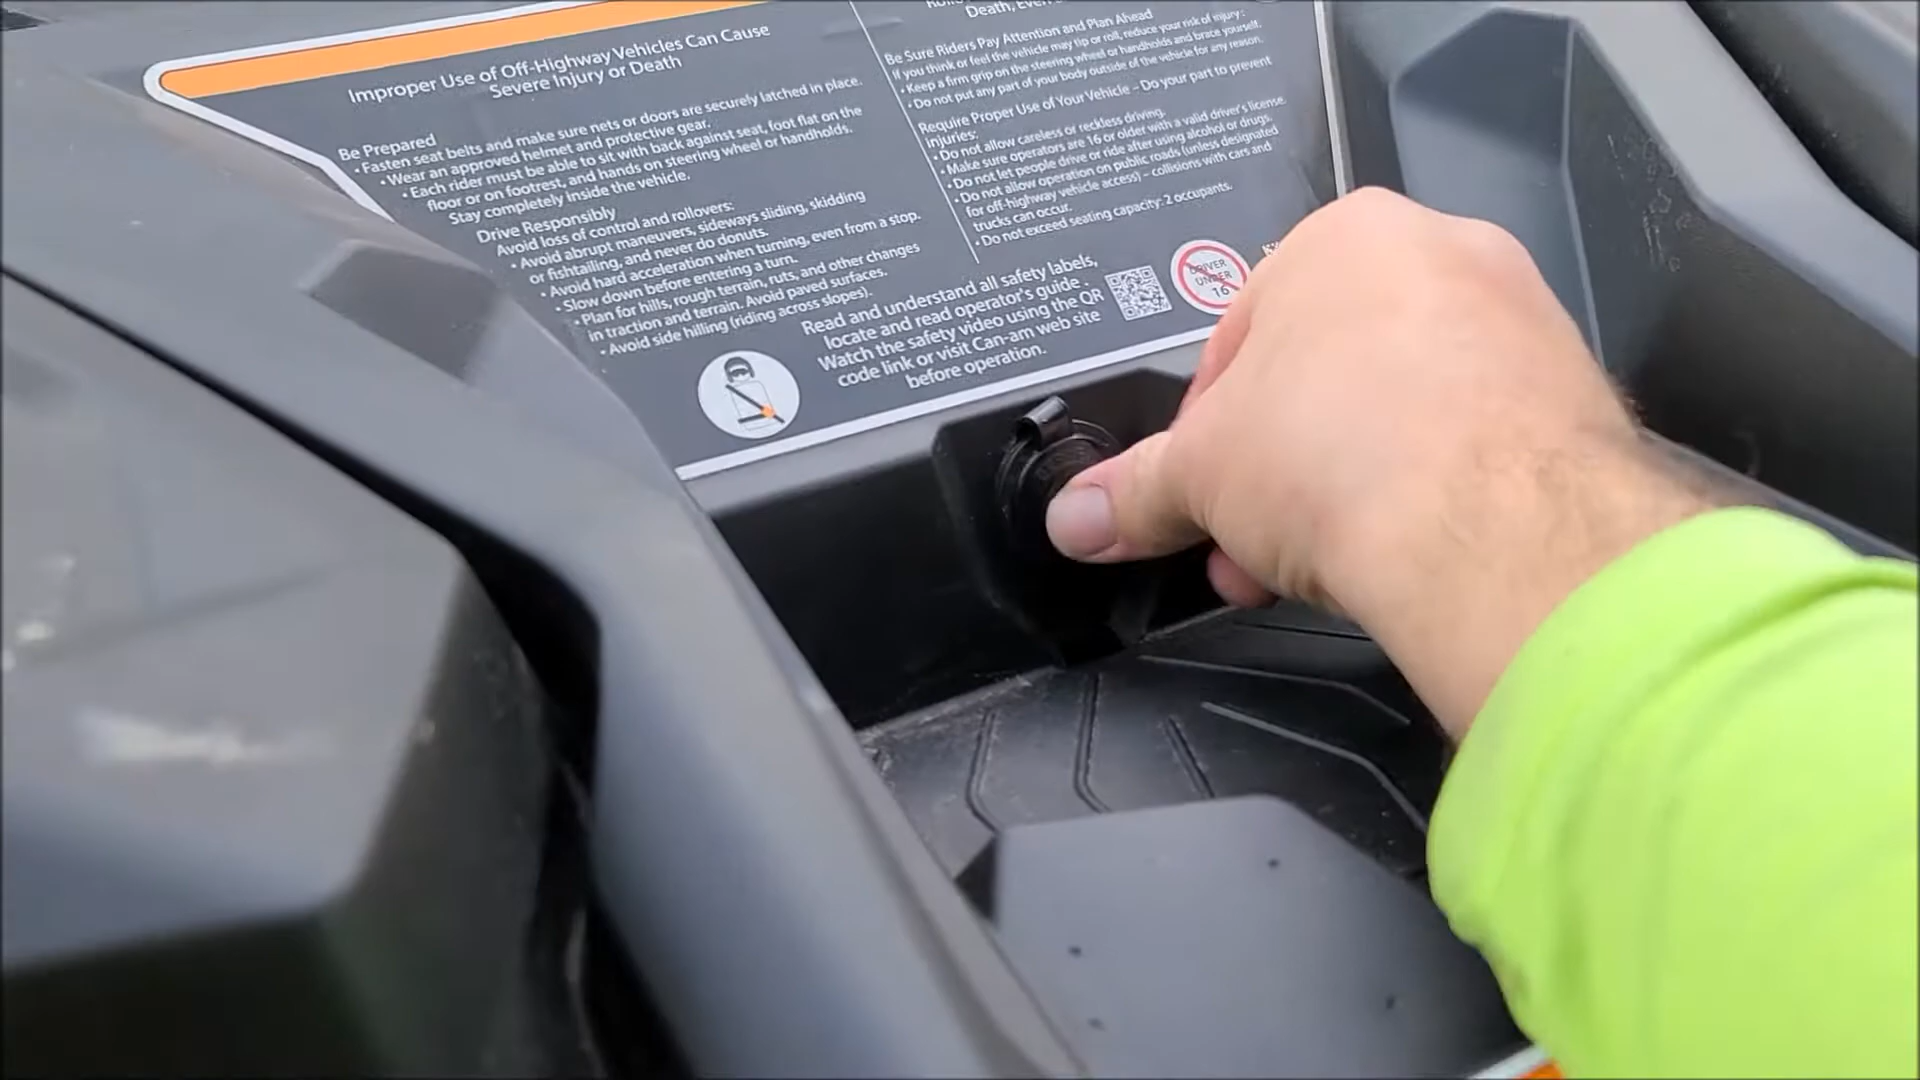 Improper Use of Off-Highway Vehicles Can Cause
Severe Injury or Death
Be Prepared
• Fasten seat belts and make sure nets or doors are securely latched in place.
• Wear an approved helmet and protective gear.
• Each rider must be able to sit with back against seat, foot flat on the
floor or on footrest, and hands on steering wheel or handholds.
Stay completely inside the vehicle.
Drive Responsibly
Avoid loss of control and rollovers:
• Avoid abrupt maneuvers, sideways sliding, skidding
or fishtailing, and never do donuts.
• Avoid hard acceleration when turning, even from a stop.
• Slow down before entering a turn.
• Plan for hills, rough terrain, ruts, and other changes
in traction and terrain. Avoid paved surfaces.
• Avoid side hilling (riding across slopes).
Death,
Be Sure Riders Pay Attention and Plan Ahead
If you think or feel the vehicle may tip or roll, reduce your risk of injury:
• Keep a firm grip on the steering wheel or handholds and brace yourself.
• Do not put any part of your body outside of the vehicle for any reason.
Require Proper Use of Your Vehicle – Do your part to prevent
injuries:
• Do not allow careless or reckless driving.
• Make sure operators are 16 or older with a valid driver's license.
• Do not let people drive or ride after using alcohol or drugs.
• Do not allow operation on public roads (unless designated
for off-highway vehicle access) – collisions with cars and
trucks can occur.
• Do not exceed seating capacity: 2 occupants.
Read and understand all safety labels,
locate and read operator's guide.
Watch the safety video using the QR
code link or visit Can-am web site
before operation.
DRIVER
UNDER
16